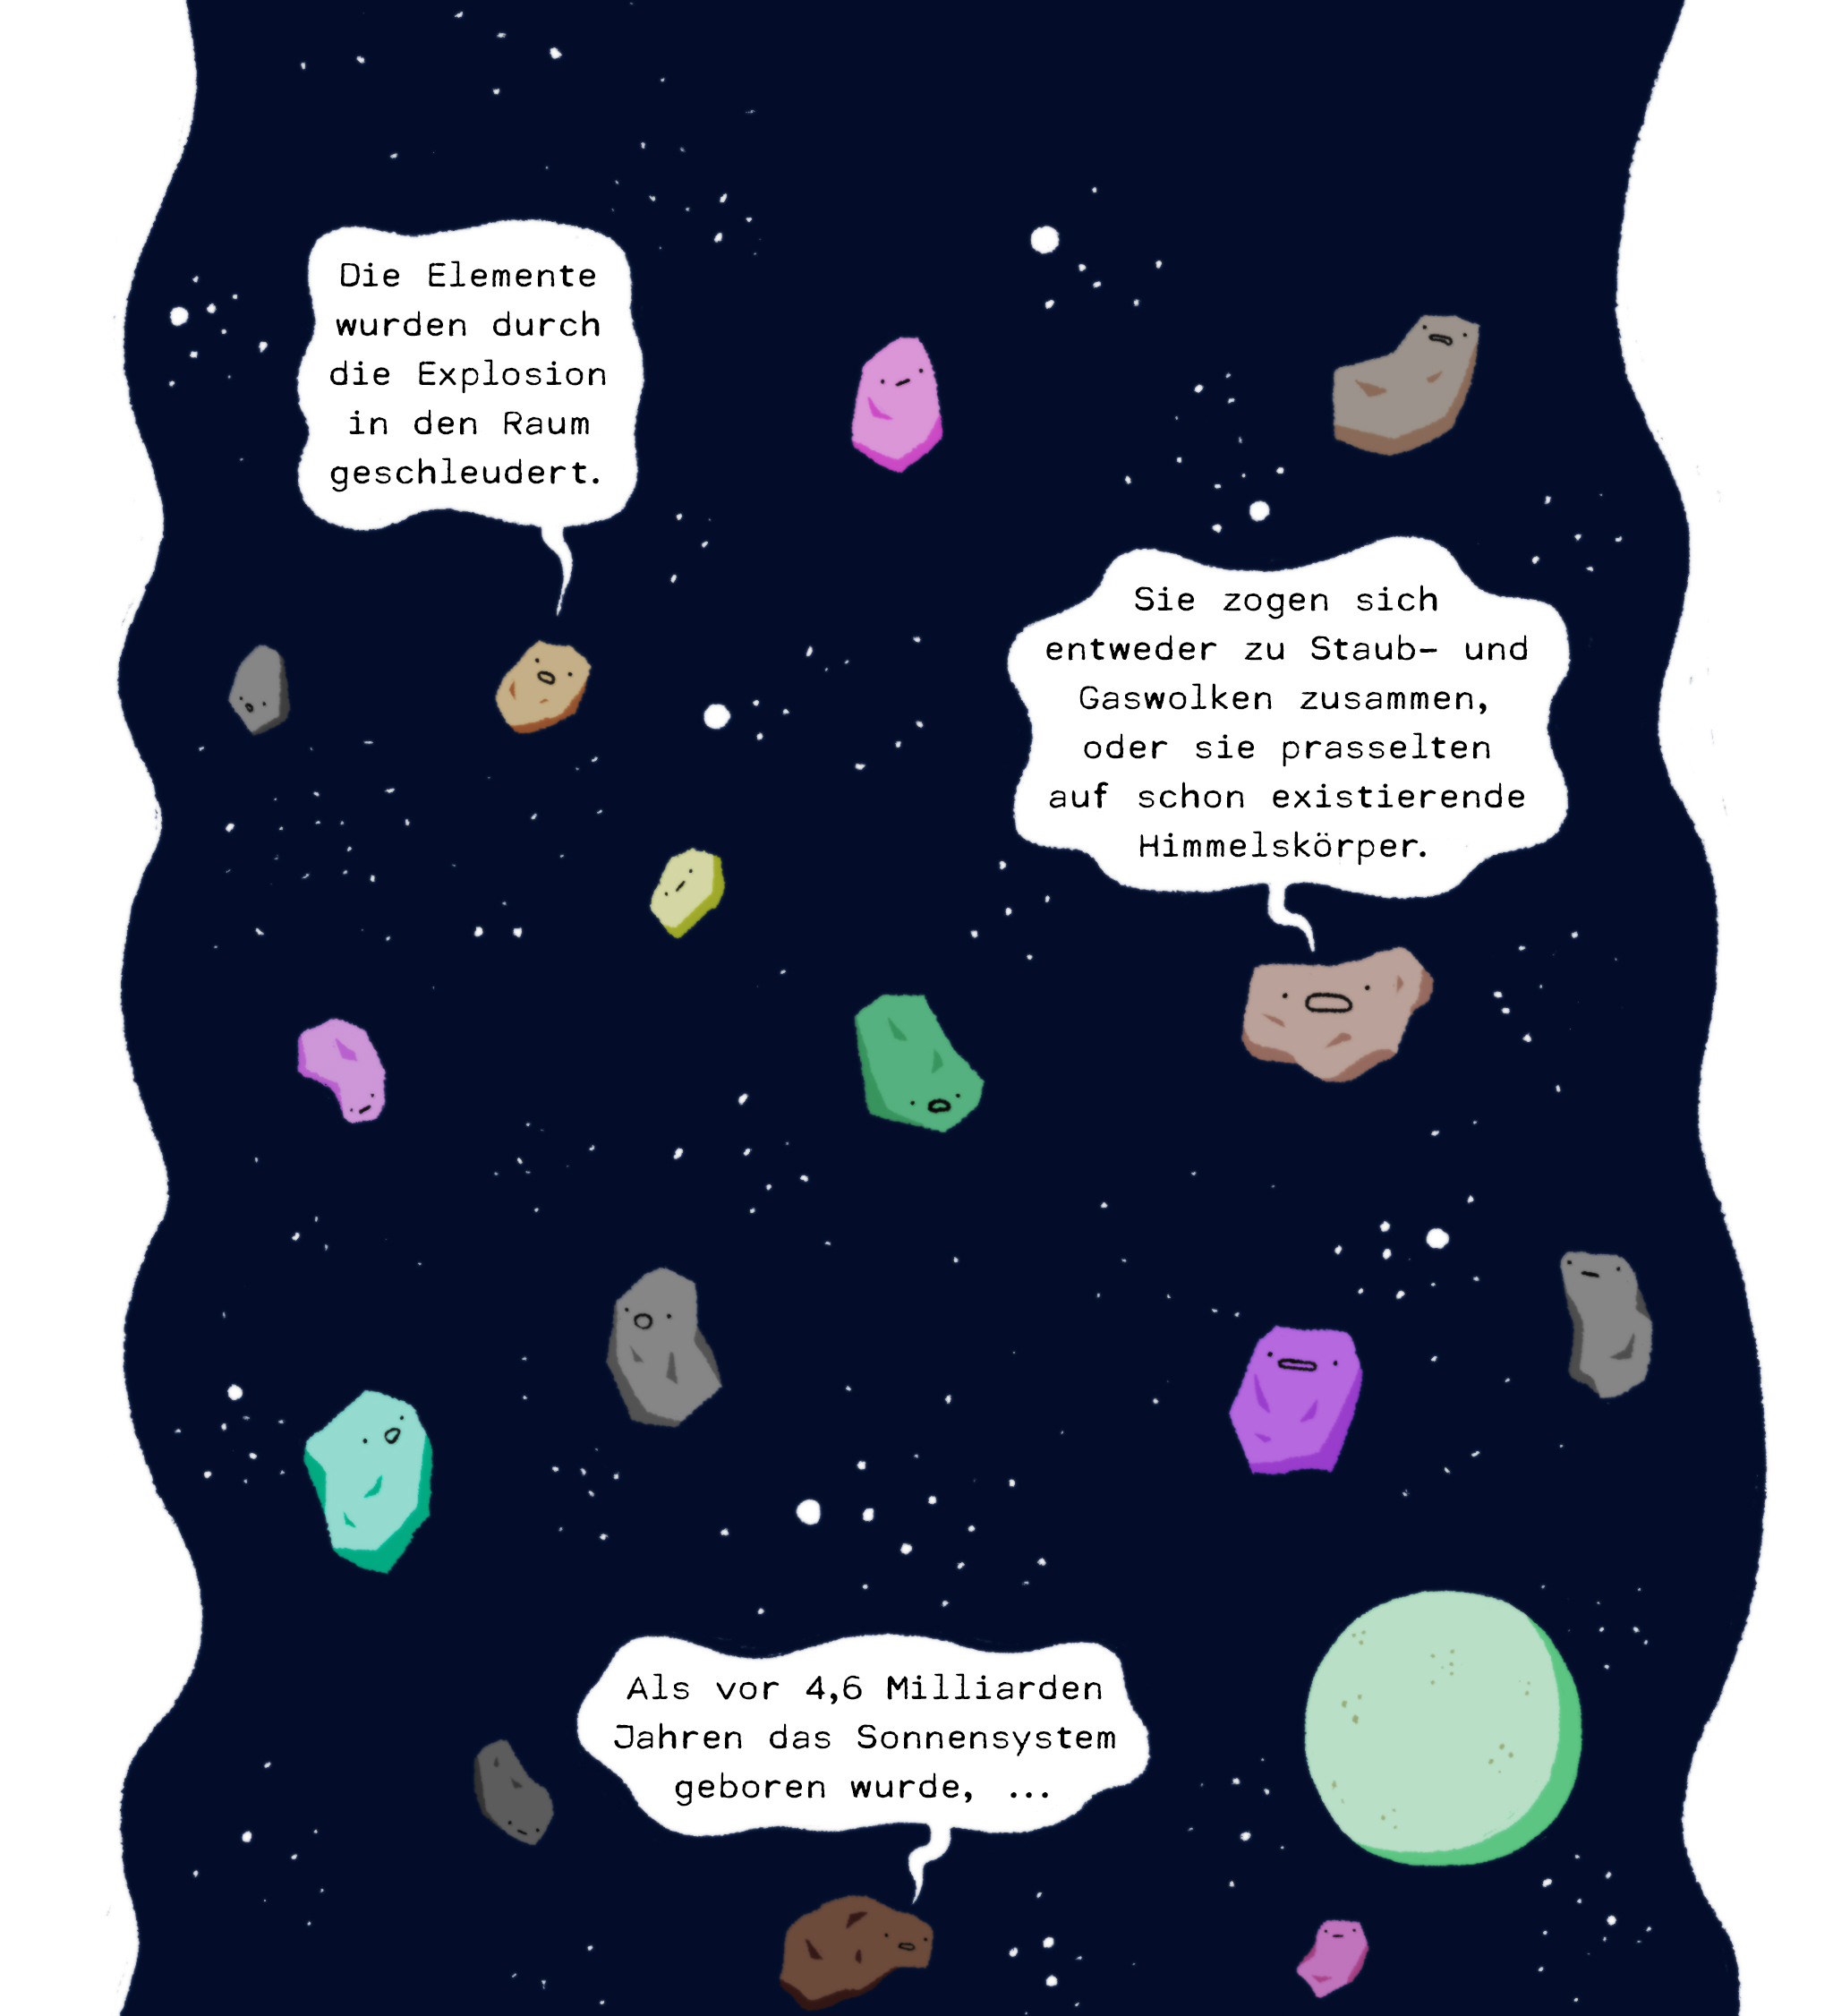 Die Elemente
wurden durch
die Explosion
in den Raum
geschleudert.
Sie zogen sich
entweder zu Staub- und
Gaswolken zusammen,
oder sie prasselten
auf schon existierende
Himmelskörper.
Als vor 4,6 Milliarden
Jahren das Sonnensystem
geboren wurde, ...